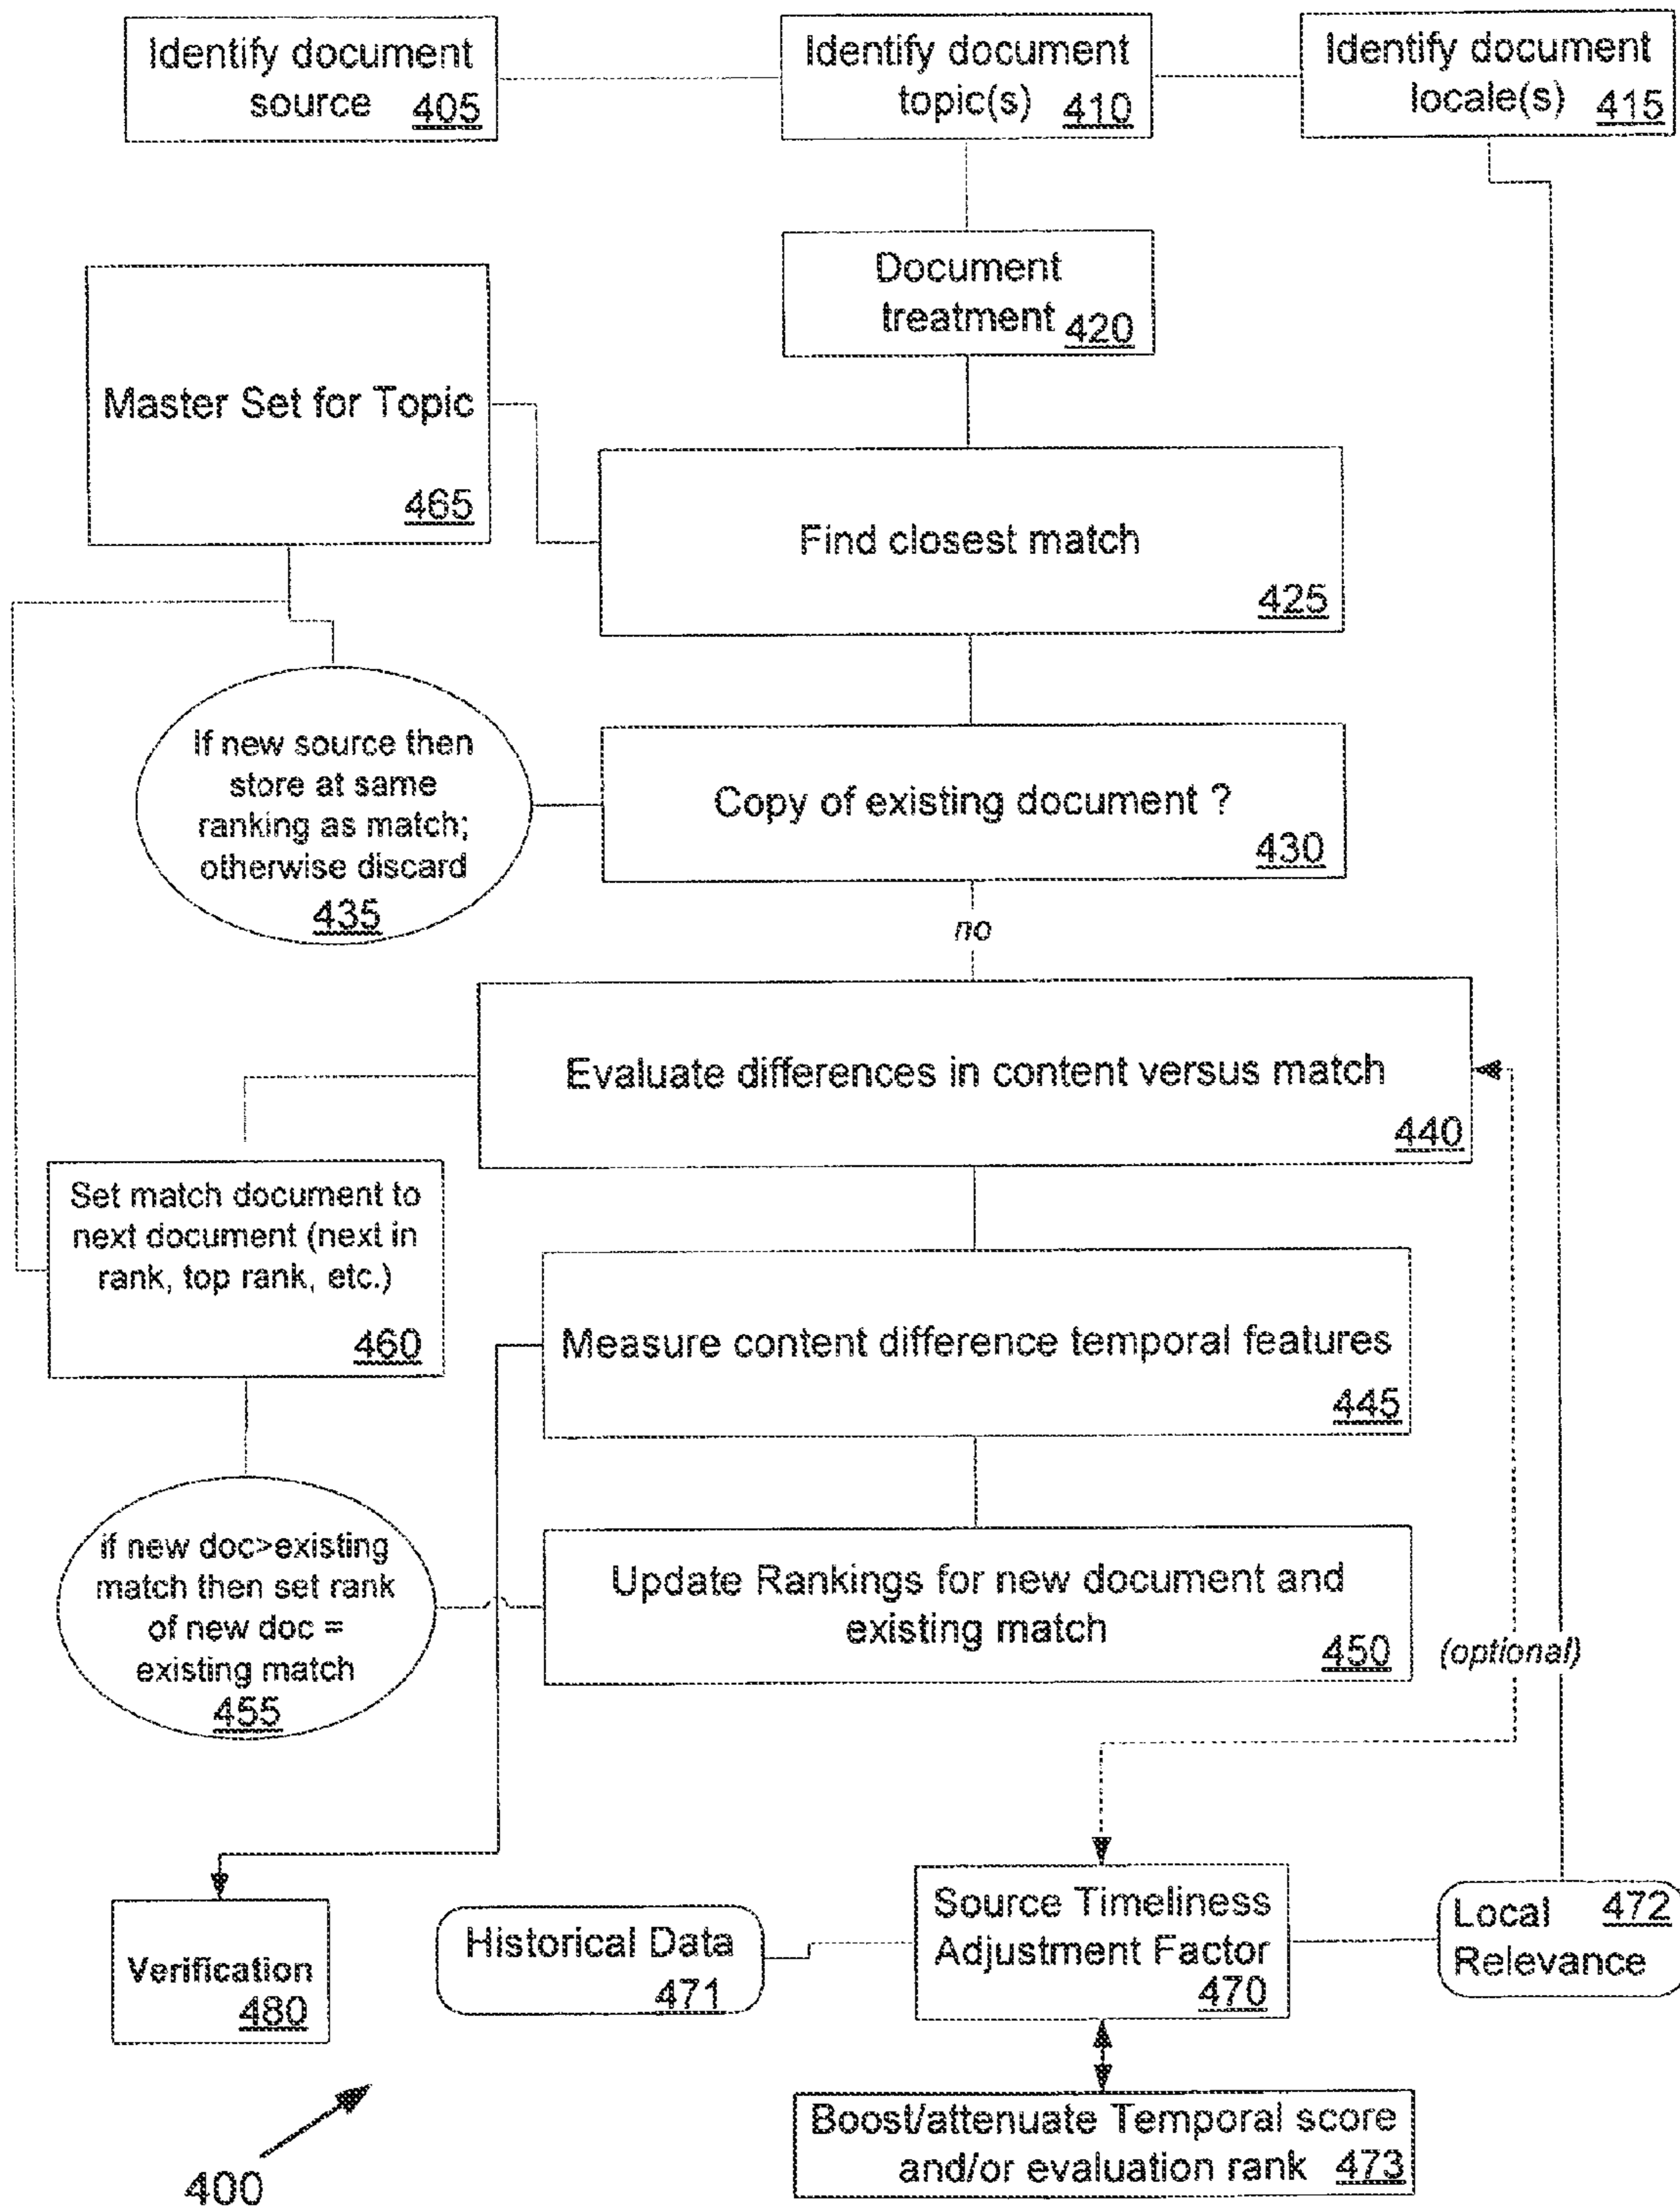 Identify document
source 405
Identify document
topic(s) 410
Identify document
locale(s) 415
Document
treatment 420
Master Set for Topic
465
Find closest match
425
If new source then
store at same
ranking as match;
otherwise discard
435
Copy of existing document ?
430
no
Evaluate differences in content versus match
440
Set match document to
next document (next in
rank, top rank, etc.)
460
Measure content difference temporal features
445
if new doc>existing
match then set rank
of new doc =
existing match
455
Update Rankings for new document and
existing match 450
(optional)
Verification
480
Historical Data
471
Source Timeliness
Adjustment Factor
470
Local 472
Relevance
Boost/attenuate Temporal score
and/or evaluation rank 473
400